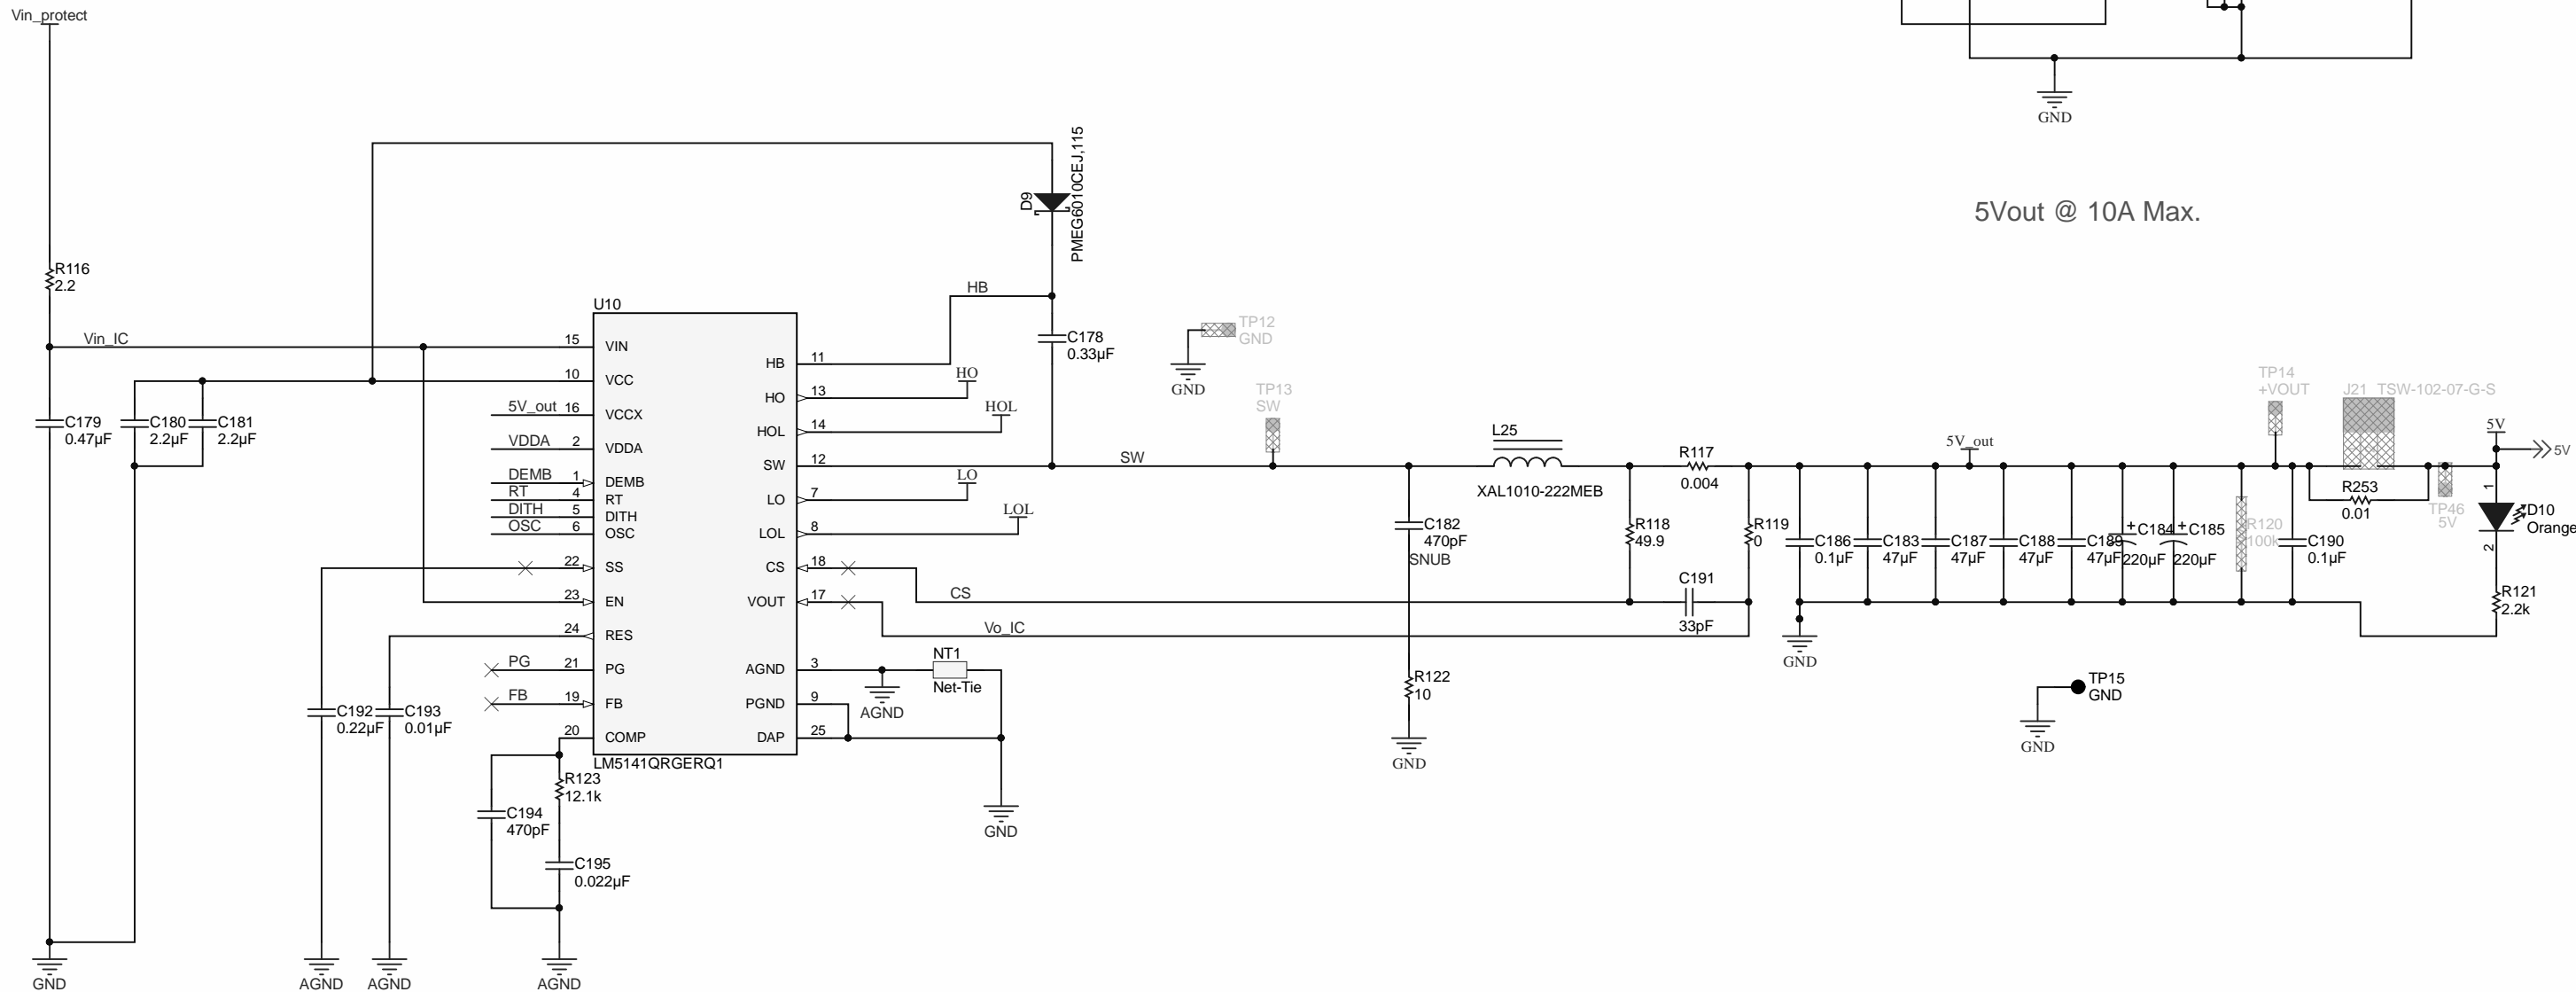 Vin_protect
GND
5Vout @ 10A Max.
D9
PMEG6010CEJ,115
R116
2.2
HB
U10
Vin_IC
15
VIN
10
VCC
5V_out
16
VCCX
VDDA
2
VDDA
DEMB
1
DEMB
RT
4
RT
DITH
5
DITH
OSC
6
OSC
22
SS
23
EN
24
RES
PG
21
PG
FB
19
FB
20
COMP
HB
11
HO
13
HO
HOL
14
HOL
SW
12
SW
LO
7
LO
LOL
8
LOL
CS
18
CS
VOUT
17
Vo_IC
AGND
3
PGND
9
DAP
25
LM5141QRGERQ1
C178
0.33µF
C179
0.47µF
C180
2.2µF
C181
2.2µF
TP12
GND
GND
TP13
SW
L25
XAL1010-222MEB
R117
0.004
5V_out
TP14
+VOUT
J21 TSW-102-07-G-S
5V
5V
R253
0.01
TP46
5V
1
D10
Orange
2
R121
2.2k
C182
470pF
SNUB
R118
49.9
R119
0
C191
33pF
C186
0.1µF
C183
47µF
C187
47µF
C188
47µF
C189
47µF
+
C184
220µF
+
C185
220µF
R120
100k
C190
0.1µF
GND
NT1
Net-Tie
AGND
R122
10
GND
TP15
GND
GND
C192
0.22µF
C193
0.01µF
R123
12.1k
C194
470pF
C195
0.022µF
GND
GND
AGND
AGND
AGND